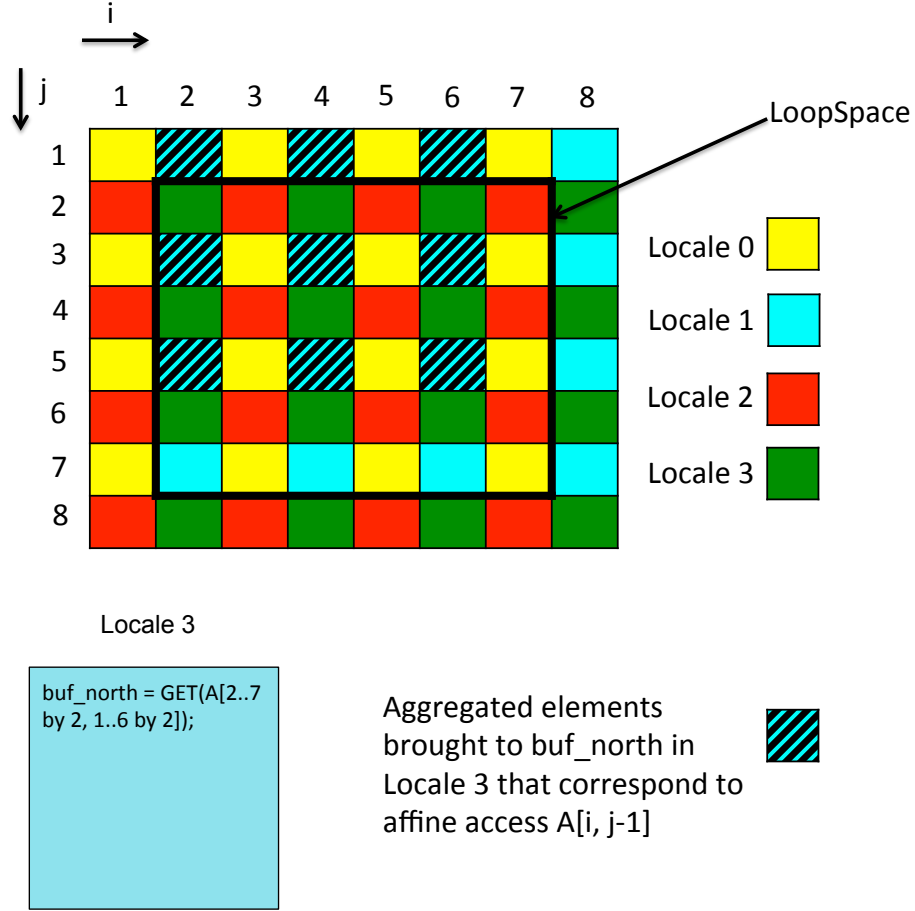 i
j
1 2 3 4 5 6 7 8
LoopSpace
1
2
3
4
5
6
7
8
Locale 0
Locale 1
Locale 2
Locale 3
Locale 3
buf_north = GET(A[2..7
by 2, 1..6 by 2]);
Aggregated elements
brought to buf_north in
Locale 3 that correspond to
affine access A[i, j-1]